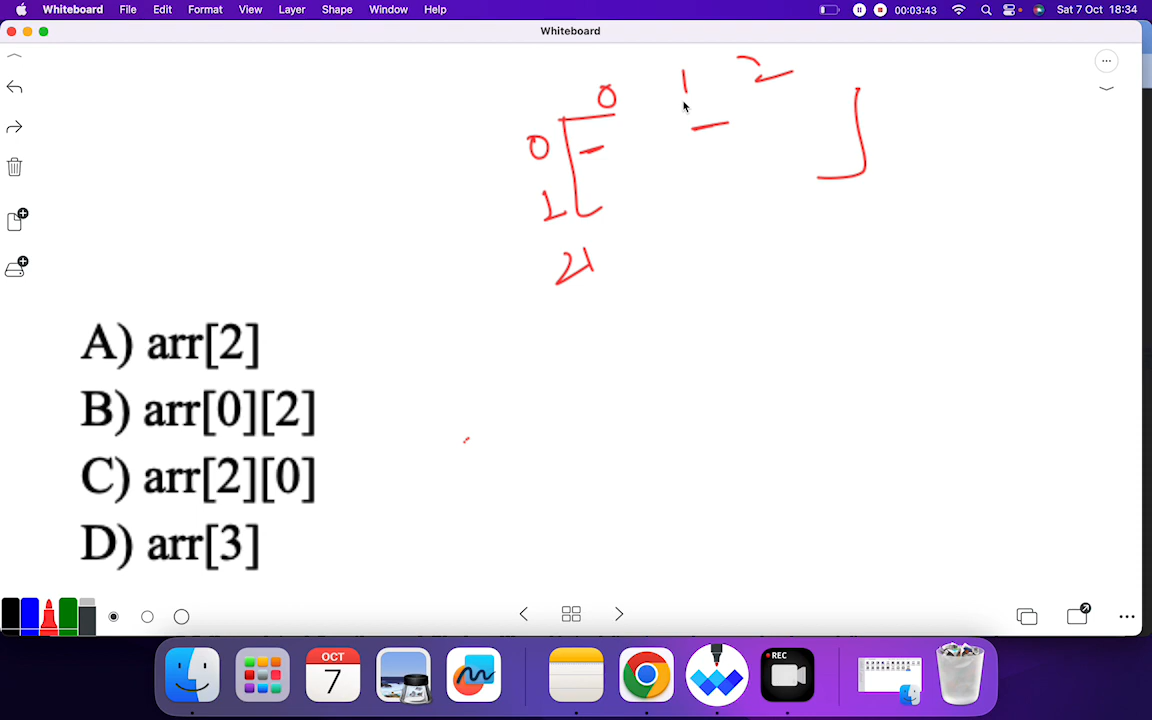 Whiteboard File Edit Format View Layer Shape Window Help 00:03:43 Sat 7 Oct 18:34
Whiteboard
0 1 2
0
1
2
A) arr[2]
B) arr[0][2]
C) arr[2][0]
D) arr[3]
OCT
7
REC